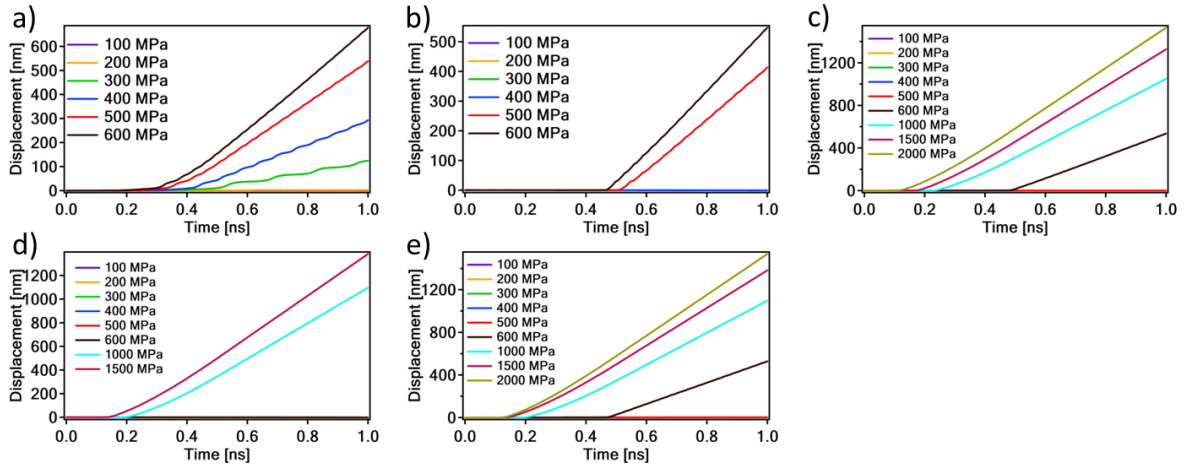 a)
Displacement [nm]
600
500
400
300
200
100
0
100 MPa
200 MPa
300 MPa
400 MPa
500 MPa
600 MPa
0.0 0.2 0.4 0.6 0.8 1.0
Time [ns]
b)
Displacement [nm]
500
400
300
200
100
0
100 MPa
200 MPa
300 MPa
400 MPa
500 MPa
600 MPa
0.0 0.2 0.4 0.6 0.8 1.0
Time [ns]
c)
Displacement [nm]
1200
800
400
0
100 MPa
200 MPa
300 MPa
400 MPa
500 MPa
600 MPa
1000 MPa
1500 MPa
2000 MPa
0.0 0.2 0.4 0.6 0.8 1.0
Time [ns]
d)
Displacement [nm]
1200
1000
800
600
400
200
0
100 MPa
200 MPa
300 MPa
400 MPa
500 MPa
600 MPa
1000 MPa
1500 MPa
0.0 0.2 0.4 0.6 0.8 1.0
Time [ns]
e)
Displacement [nm]
1200
800
400
0
100 MPa
200 MPa
300 MPa
400 MPa
500 MPa
600 MPa
1000 MPa
1500 MPa
2000 MPa
0.0 0.2 0.4 0.6 0.8 1.0
Time [ns]